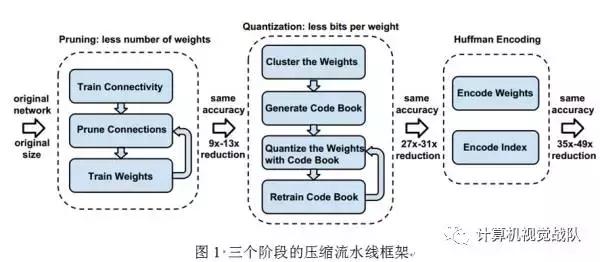 Pruning: less number of weights
Train Connectivity
Prune Connections
Train Weights
original
network
original
size
same
accuracy
9x-13x
reduction
Quantization: less bits per weight
Cluster the Weights
Generate Code Book
Quantize the Weights
with Code Book
Retrain Code Book
same
accuracy
27x-31x
reduction
Huffman Encoding
Encode Weights
Encode Index
same
accuracy
35x-49x
reduction
计算机视觉战队
图 1·三个阶段的压缩流水线框架